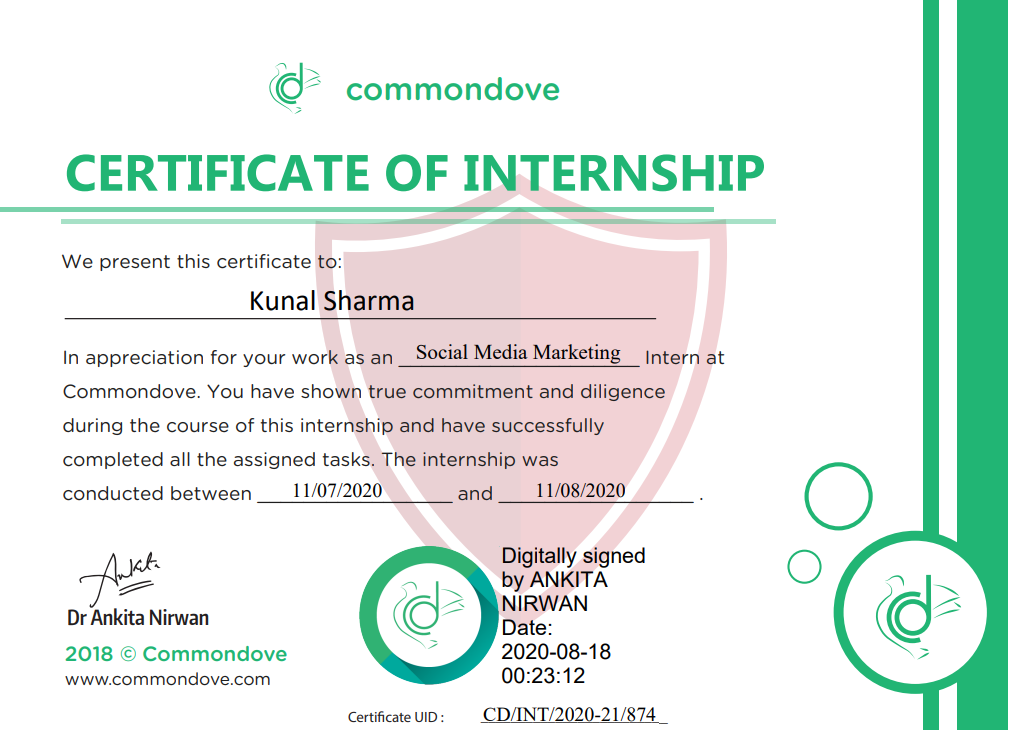 commondove
CERTIFICATE OF INTERNSHIP
We present this certificate to:
Kunal Sharma
In appreciation for your work as an Social Media Marketing Intern at
Commondove. You have shown true commitment and diligence
during the course of this internship and have successfully
completed all the assigned tasks. The internship was
conducted between 11/07/2020 and 11/08/2020 .
Ankita
Dr Ankita Nirwan
2018 © Commondove
www.commondove.com
Digitally signed
by ANKITA
NIRWAN
Date:
2020-08-18
00:23:12
Certificate UID : CD/INT/2020-21/874